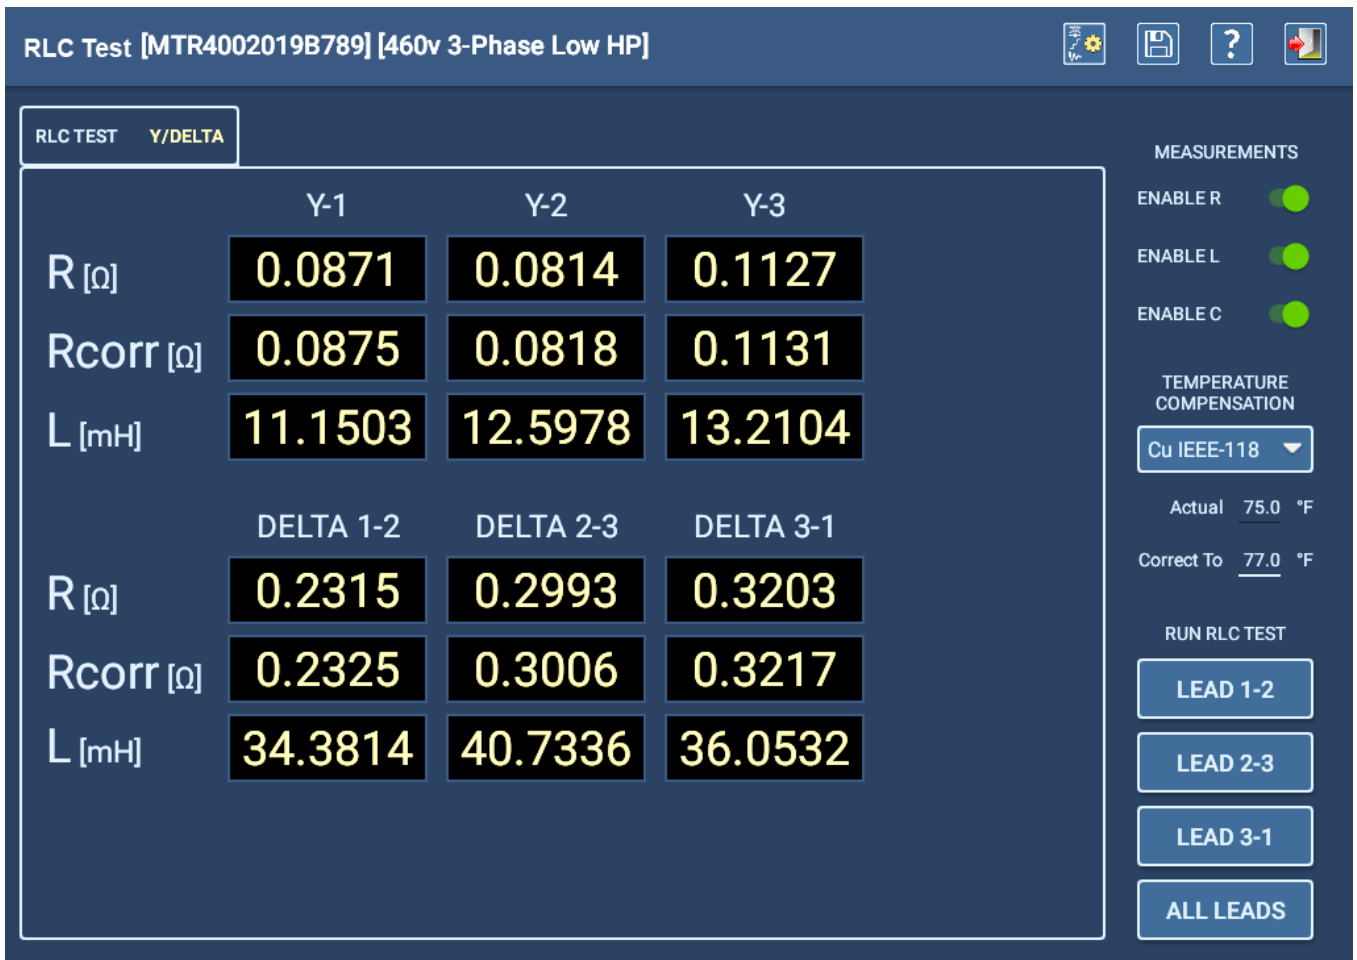 RLC Test [MTR4002019B789] [460v 3-Phase Low HP]
?
RLC TEST Y/DELTA
MEASUREMENTS
ENABLE R
ENABLE L
ENABLE C
TEMPERATURE
COMPENSATION
Cu IEEE-118
Actual 75.0 °F
Correct To 77.0 °F
RUN RLC TEST
LEAD 1-2
LEAD 2-3
LEAD 3-1
ALL LEADS
Y-1 Y-2 Y-3
R [Ω] 0.0871 0.0814 0.1127
Rcorr [Ω] 0.0875 0.0818 0.1131
L [mH] 11.1503 12.5978 13.2104
DELTA 1-2 DELTA 2-3 DELTA 3-1
R [Ω] 0.2315 0.2993 0.3203
Rcorr [Ω] 0.2325 0.3006 0.3217
L [mH] 34.3814 40.7336 36.0532